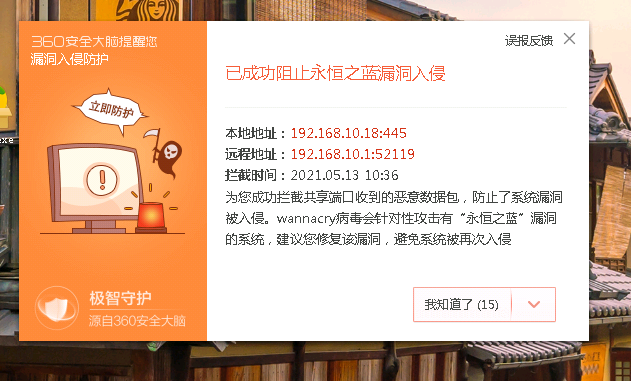 360安全大脑提醒您
漏洞入侵防护
误报反馈
立即防护
已成功阻止永恒之蓝漏洞入侵
本地地址：192.168.10.18:445
远程地址：192.168.10.1:52119
拦截时间：2021.05.13 10:36
为您成功拦截共享端口收到的恶意数据包，防止了系统漏洞
被入侵。wannacry病毒会针对性攻击有“永恒之蓝”漏洞
的系统，建议您修复该漏洞，避免系统被再次入侵
极智守护
源自360安全大脑
我知道了 (15)
exe